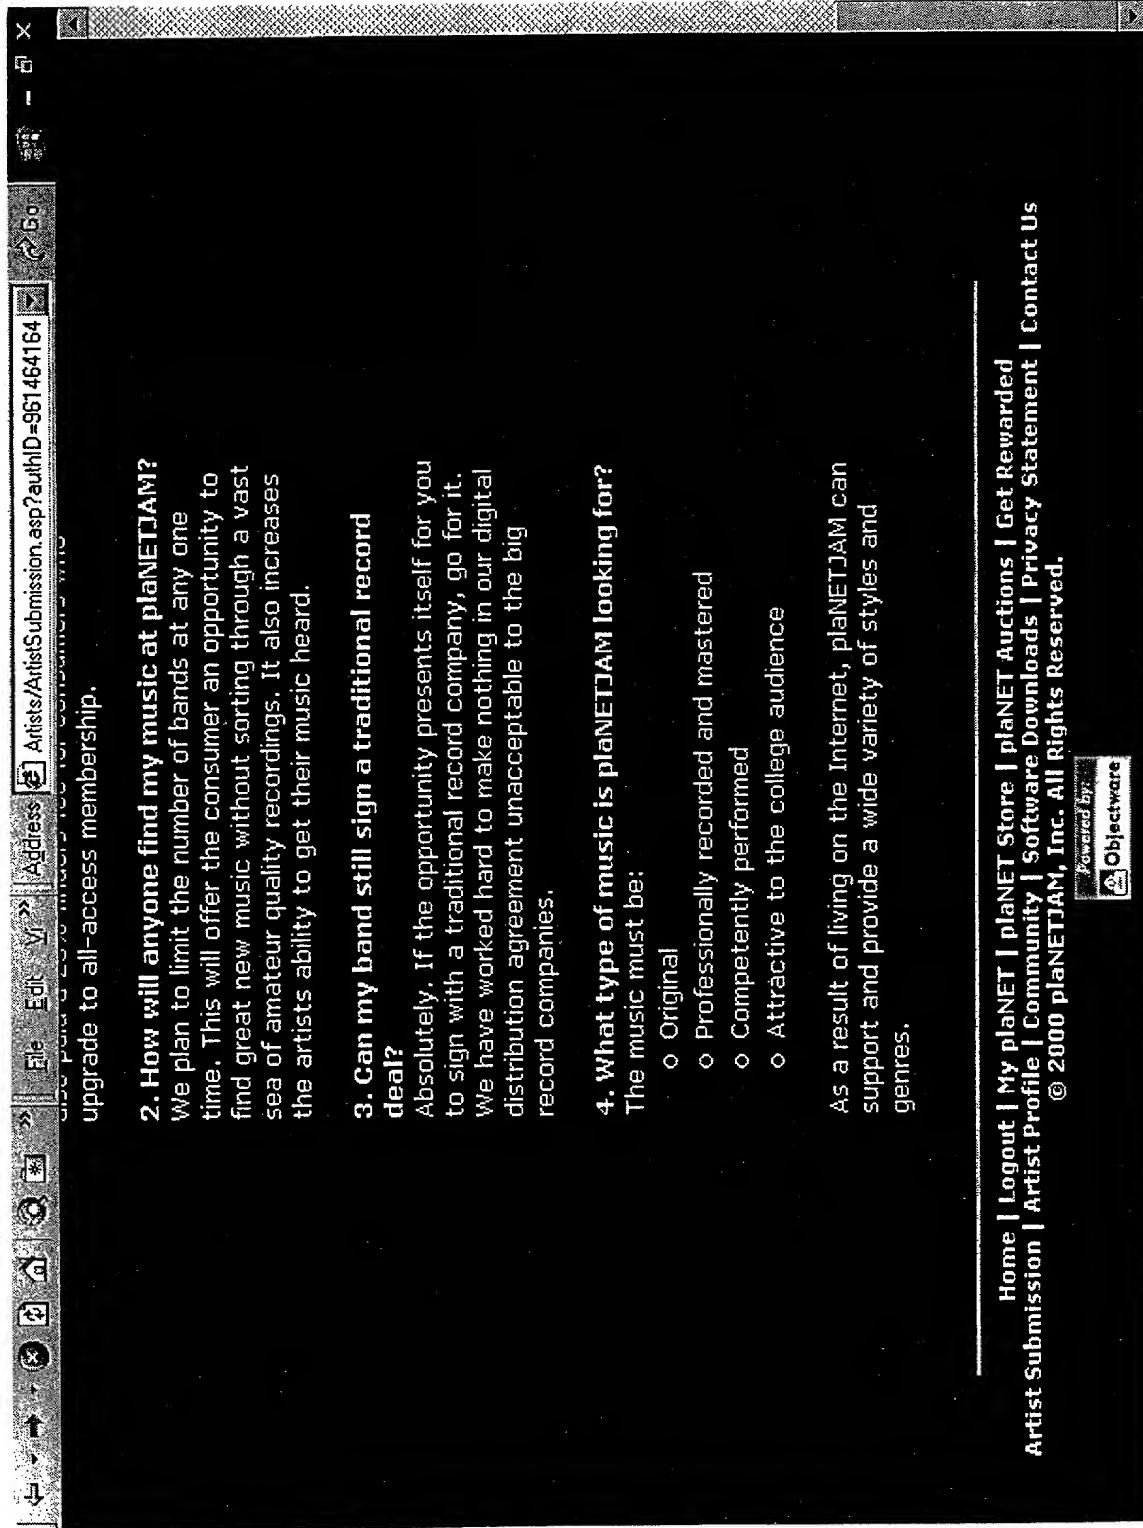 File Edit Vi » Address Artists/ArtistSubmission.asp?authID=961464164 Go
upgrade to all-access membership.
2. How will anyone find my music at plaNETJAM?
We plan to limit the number of bands at any one
time. This will offer the consumer an opportunity to
find great new music without sorting through a vast
sea of amateur quality recordings. It also increases
the artists ability to get their music heard.
3. Can my band still sign a traditional record
deal?
Absolutely. If the opportunity presents itself for you
to sign with a traditional record company, go for it.
We have worked hard to make nothing in our digital
distribution agreement unacceptable to the big
record companies.
4. What type of music is plaNETJAM looking for?
The music must be:
o Original
o Professionally recorded and mastered
o Competently performed
o Attractive to the college audience
As a result of living on the Internet, plaNETJAM can
support and provide a wide variety of styles and
genres.
Home | Logout | My plaNET | plaNET Store | plaNET Auctions | Get Rewarded
Artist Submission | Artist Profile | Community | Software Downloads | Privacy Statement | Contact Us
© 2000 plaNETJAM, Inc. All Rights Reserved.
Powered by:
Objectware